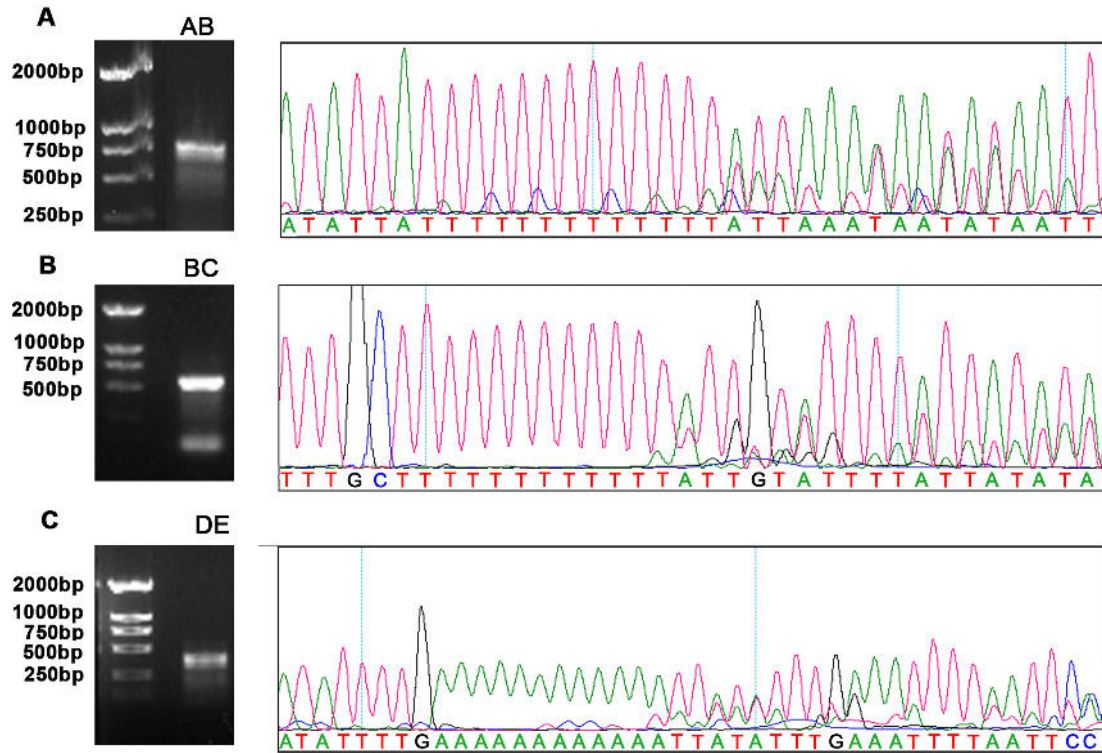 A
AB
2000bp
1000bp
750bp
500bp
250bp
ATATTATTTTTTTTTTTTTATTAAATAATATAATT
B
BC
2000bp
1000bp
750bp
500bp
TTTGCTTTTTTTTTTTTATTGTATTTTATTATATA
C
DE
2000bp
1000bp
750bp
500bp
250bp
ATATTTTGAAAAAAAAAAAATTATATTTGAAATTTTAATTCC